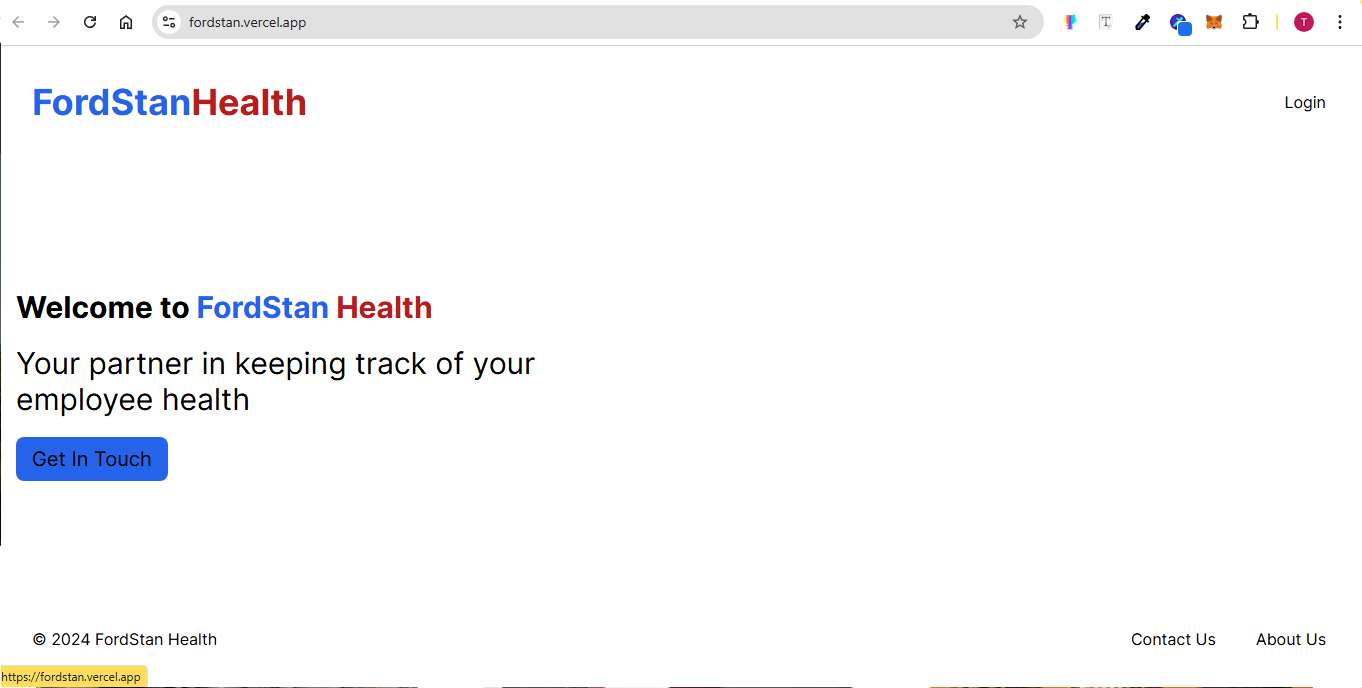 fordstan.vercel.app
T
T
FordStanHealth
Login
Welcome to FordStan Health
Your partner in keeping track of your
employee health
Get In Touch
© 2024 FordStan Health
Contact Us
About Us
https://fordstan.vercel.app